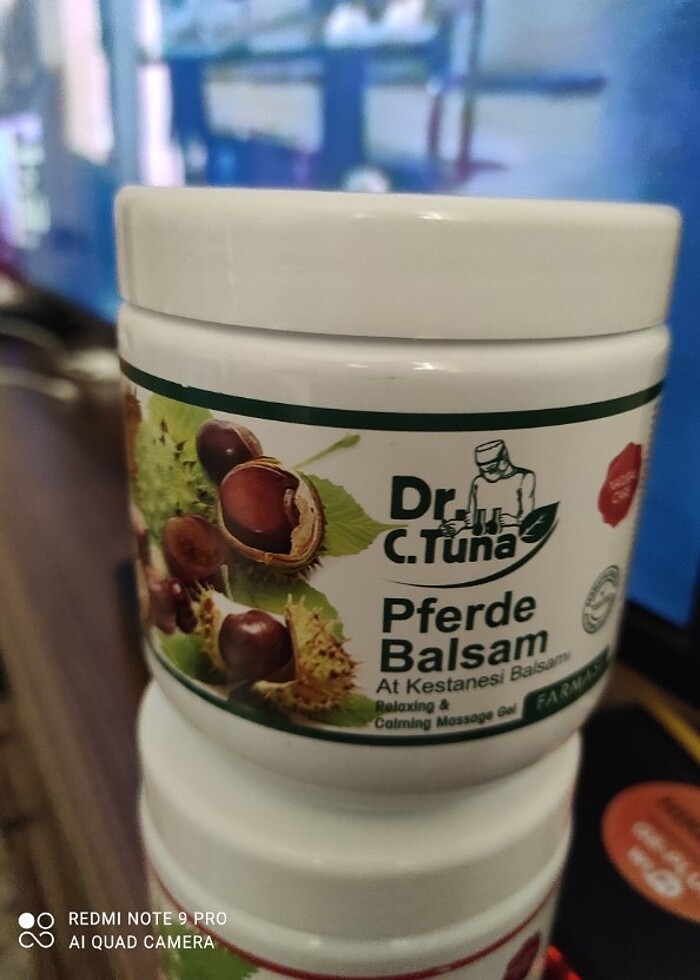 Dr.
C.Tuna
Pferde
Balsam
At Kestanesi Balsamı
Relaxing &
Calming Massage Gel
FARMASI
REDMI NOTE 9 PRO
AI QUAD CAMERA